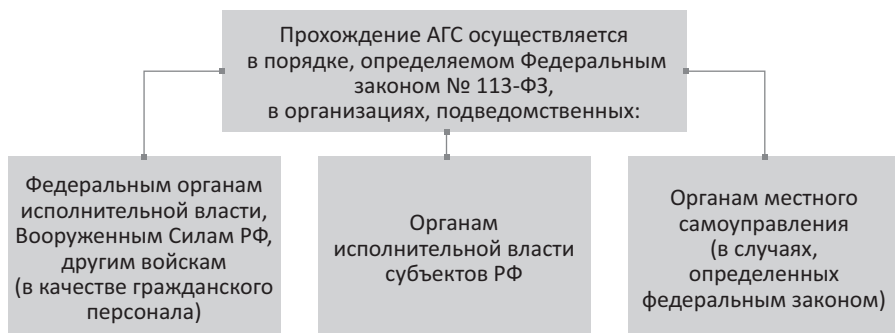 Прохождение АГС осуществляется
в порядке, определяемом Федеральным
законом № 113-ФЗ,
в организациях, подведомственных:
Федеральным органам
исполнительной власти,
Вооруженным Силам РФ,
другим войскам
(в качестве гражданского
персонала)
Органам
исполнительной власти
субъектов РФ
Органам местного
самоуправления
(в случаях,
определенных
федеральным законом)